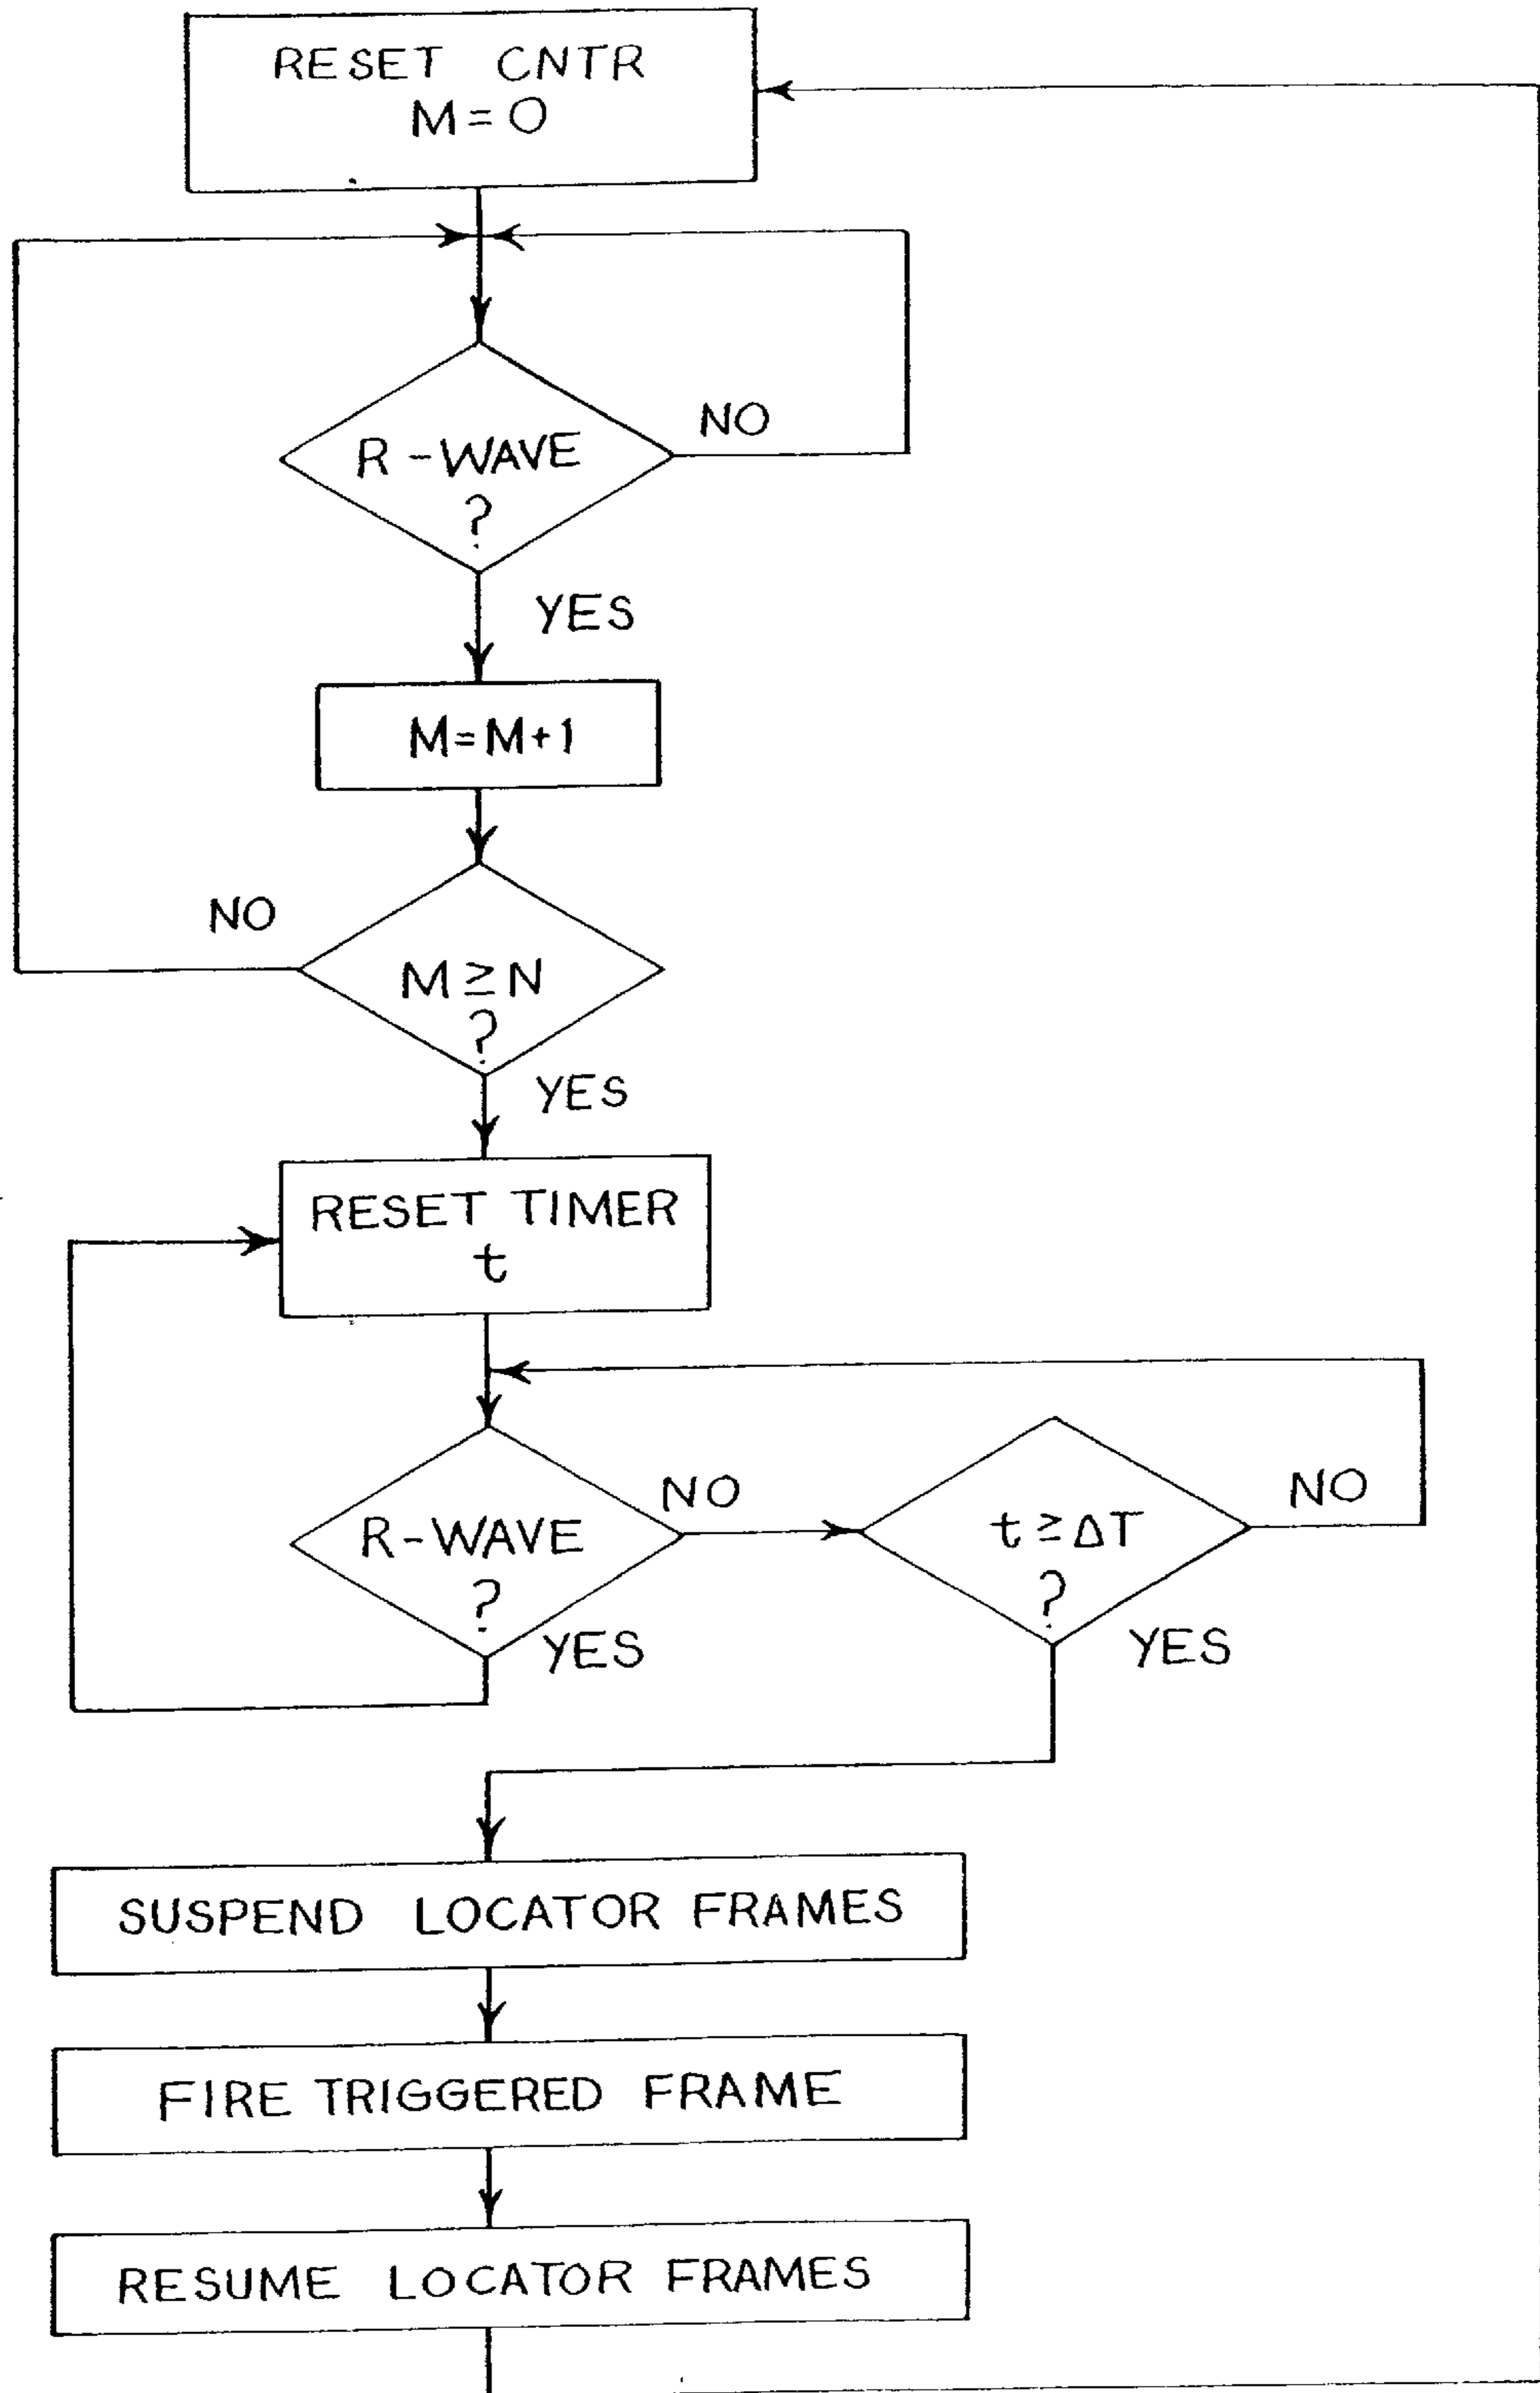 RESET CNTR
M = 0
R-WAVE
?
NO
YES
M=M+1
NO
M≥N
?
YES
RESET TIMER
t
R-WAVE
?
NO
YES
t≥ΔT
?
NO
YES
SUSPEND LOCATOR FRAMES
FIRE TRIGGERED FRAME
RESUME LOCATOR FRAMES